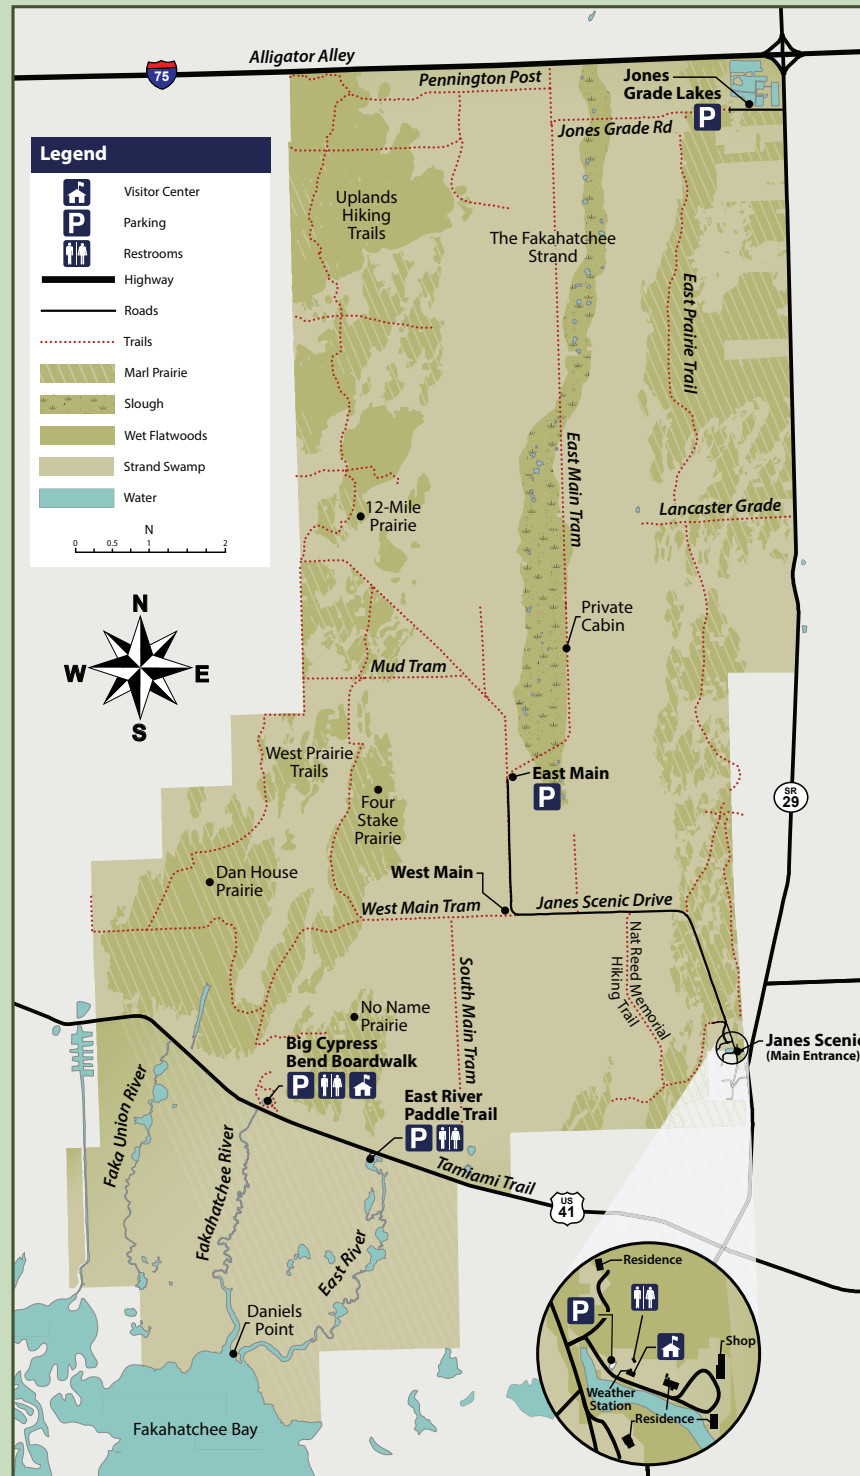 Alligator Alley
75
Pennington Post
Jones
Grade Lakes
P
Jones Grade Rd
Legend
Visitor Center
P
Parking
Restrooms
Highway
Roads
Trails
Marl Prairie
Slough
Wet Flatwoods
Strand Swamp
Water
N
0 0.5 1 2
N
W E
S
Uplands
Hiking
Trails
The Fakahatchee
Strand
East Prairie Trail
East Main Tram
12-Mile
Prairie
Lancaster Grade
Private
Cabin
Mud Tram
West Prairie
Trails
East Main
P
SR
29
Four
Stake
Prairie
Dan House
Prairie
West Main
West Main Tram
Janes Scenic Drive
Nat Reed Memorial
Hiking Trail
South Main Tram
No Name
Prairie
Big Cypress
Bend Boardwalk
P
Janes Scenic
(Main Entrance)
East River
Paddle Trail
P
Faka Union River
Fakahatchee River
East River
Tamiami Trail
US
41
Daniels
Point
Fakahatchee Bay
Residence
P
Shop
Weather
Station
Residence